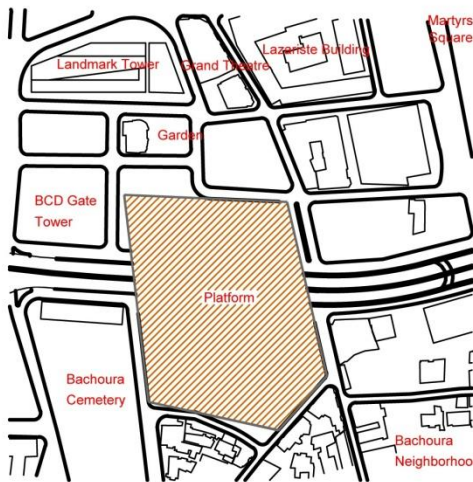 Martyrs
Square
Landmark Tower
Grand Theatre
Lazariste Building
Garden
BCD Gate
Tower
Platform
Bachoura
Cemetery
Bachoura
Neighborhoo